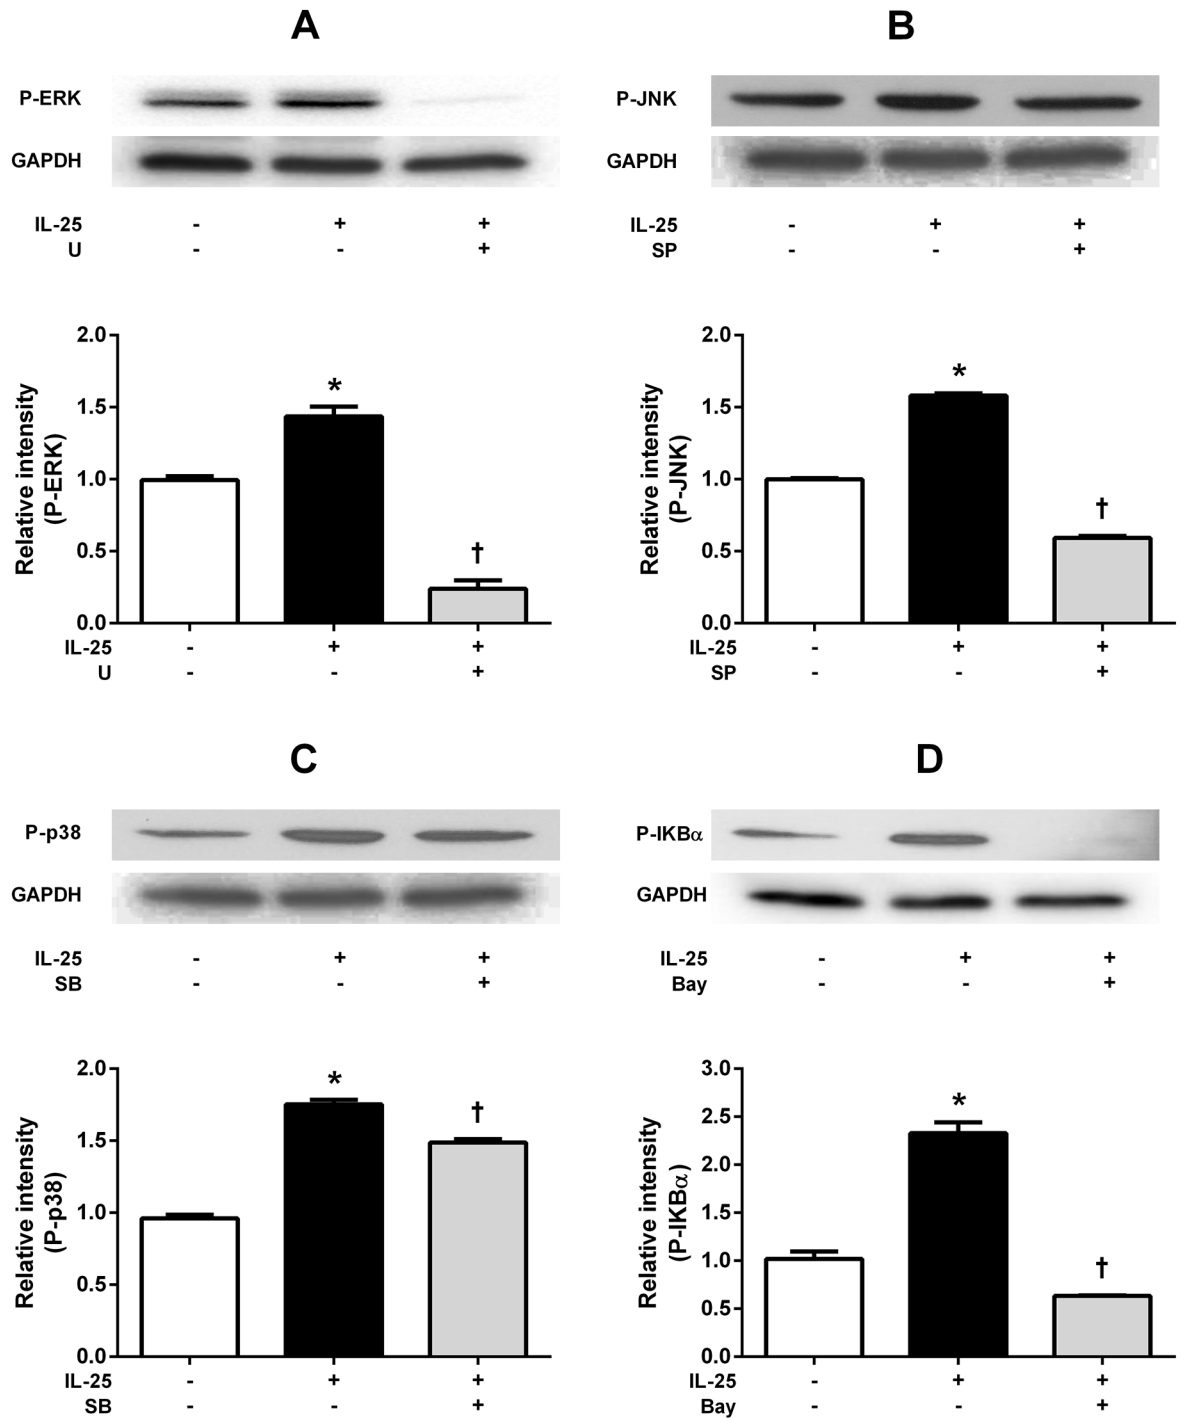 A
P-ERK
GAPDH
IL-25 - + +
U - - +
2.0
1.5
1.0
0.5
0.0
Relative intensity
(P-ERK)
*
†
IL-25 - + +
U - - +
B
P-JNK
GAPDH
IL-25 - + +
SP - - +
2.0
1.5
1.0
0.5
0.0
Relative intensity
(P-JNK)
*
†
IL-25 - + +
SP - - +
C
P-p38
GAPDH
IL-25 - + +
SB - - +
2.0
1.5
1.0
0.5
0.0
Relative intensity
(P-p38)
*
†
IL-25 - + +
SB - - +
D
P-IKBα
GAPDH
IL-25 - + +
Bay - - +
3.0
2.5
2.0
1.5
1.0
0.5
0.0
Relative intensity
(P-IKBα)
*
†
IL-25 - + +
Bay - - +